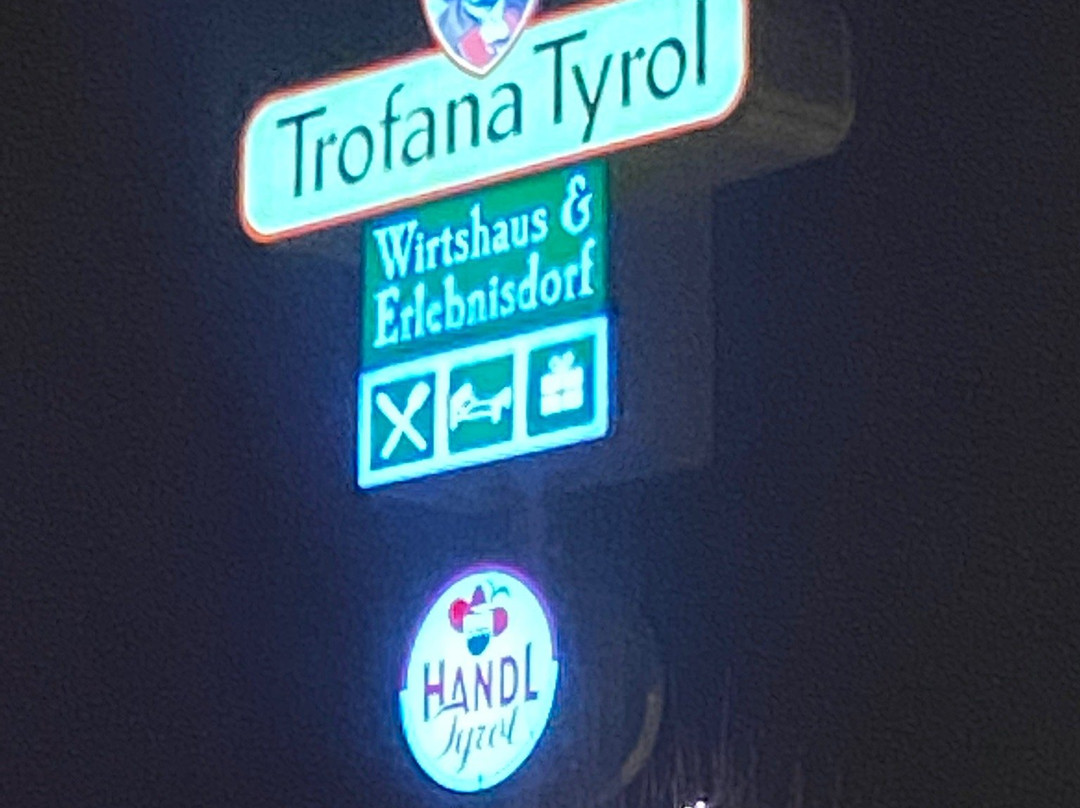 Trofana Tyrol
Wirtshaus &
Erlebnisdorf
HANDL
Tyrol